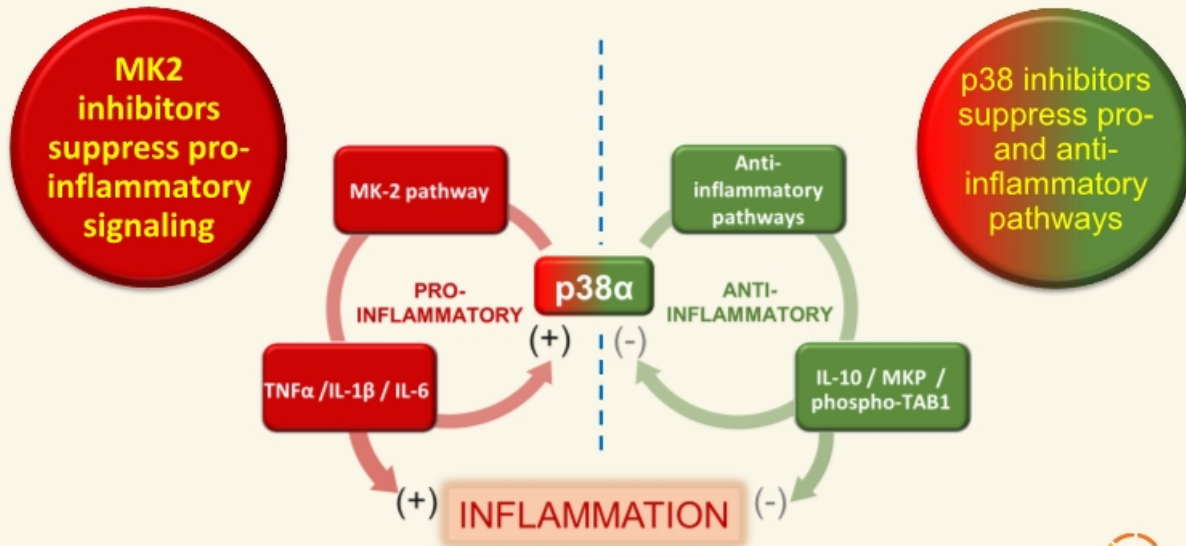 MK2
inhibitors
suppress pro-
inflammatory
signaling
p38 inhibitors
suppress pro-
and anti-
inflammatory
pathways
MK-2 pathway
Anti-
inflammatory
pathways
p38α
PRO-
INFLAMMATORY
ANTI-
INFLAMMATORY
(+)
(-)
TNFα /IL-1β / IL-6
IL-10 / MKP /
phospho-TAB1
(+)
INFLAMMATION
(-)